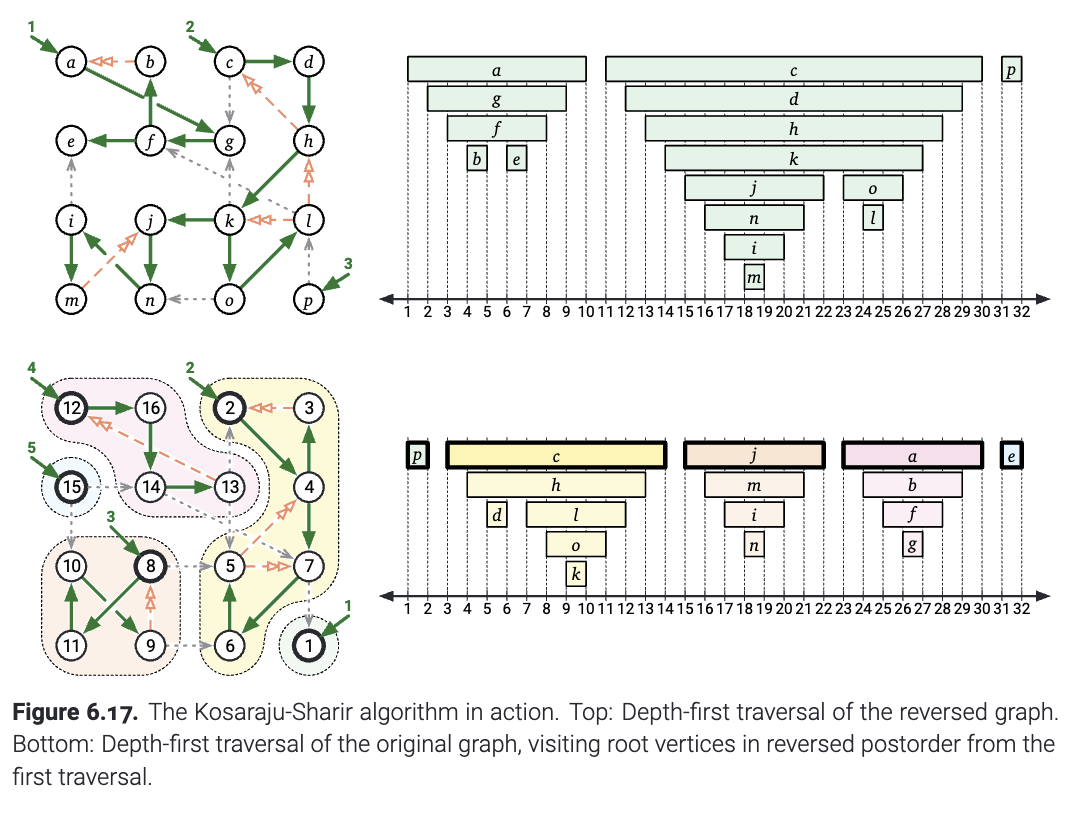 1 2
a b c d
e f g h
i j k l
3
m n o p
a c p
g d
f h
b e k
j o
n l
i
m
1 2 3 4 5 6 7 8 9 10 11 12 13 14 15 16 17 18 19 20 21 22 23 24 25 26 27 28 29 30 31 32
4 2
12 16 2 3
5
15 14 13 4
3
10 8 5 7
1
11 9 6 1
p c j a e
h m b
d l i f
o n g
k
1 2 3 4 5 6 7 8 9 10 11 12 13 14 15 16 17 18 19 20 21 22 23 24 25 26 27 28 29 30 31 32
Figure 6.17. The Kosaraju-Sharir algorithm in action. Top: Depth-first traversal of the reversed graph.
Bottom: Depth-first traversal of the original graph, visiting root vertices in reversed postorder from the
first traversal.